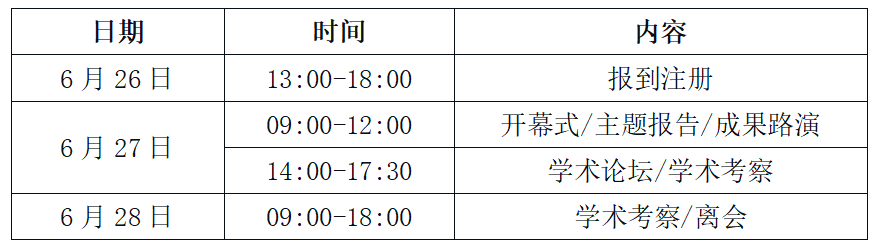 日期 时间 内容
6月26日 13:00-18:00 报到注册
6月27日 09:00-12:00 开幕式/主题报告/成果路演
14:00-17:30 学术论坛/学术考察
6月28日 09:00-18:00 学术考察/离会